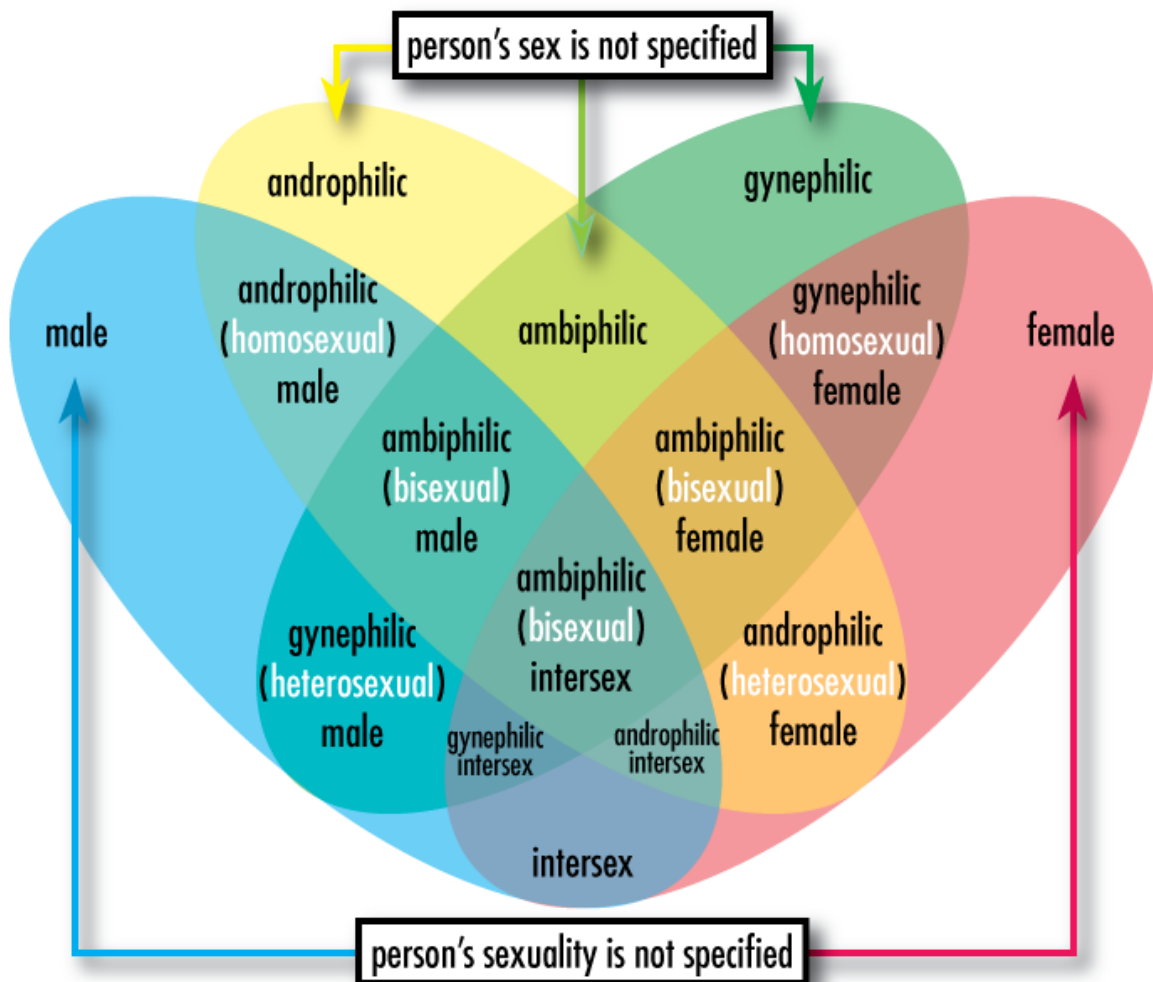 person's sex is not specified
androphilic
gynephilic
androphilic
(homosexual)
male
gynephilic
(homosexual)
female
male
ambiphilic
female
ambiphilic
(bisexual)
male
ambiphilic
(bisexual)
female
ambiphilic
(bisexual)
intersex
gynephilic
(heterosexual)
male
androphilic
(heterosexual)
female
gynephilic
intersex
androphilic
intersex
intersex
person's sexuality is not specified